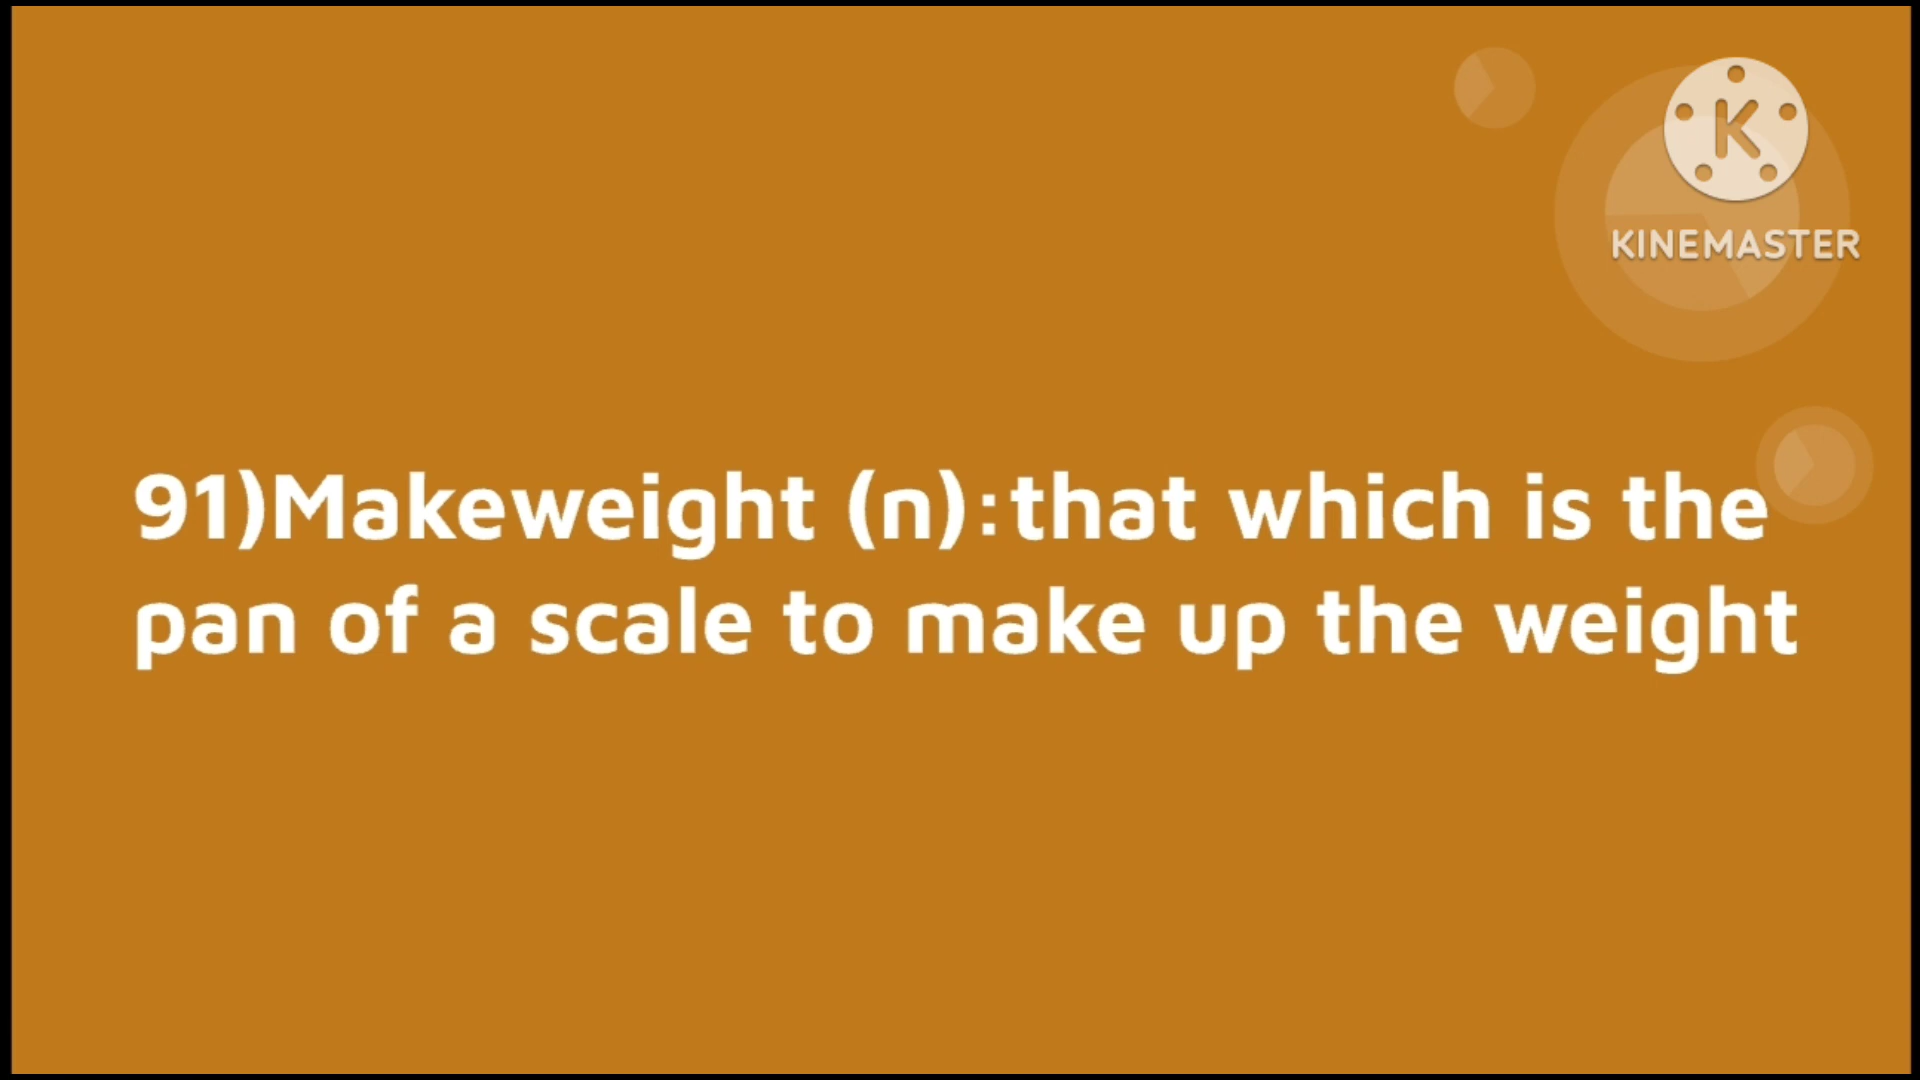 K
KINEMASTER
91)Makeweight (n):that which is the
pan of a scale to make up the weight